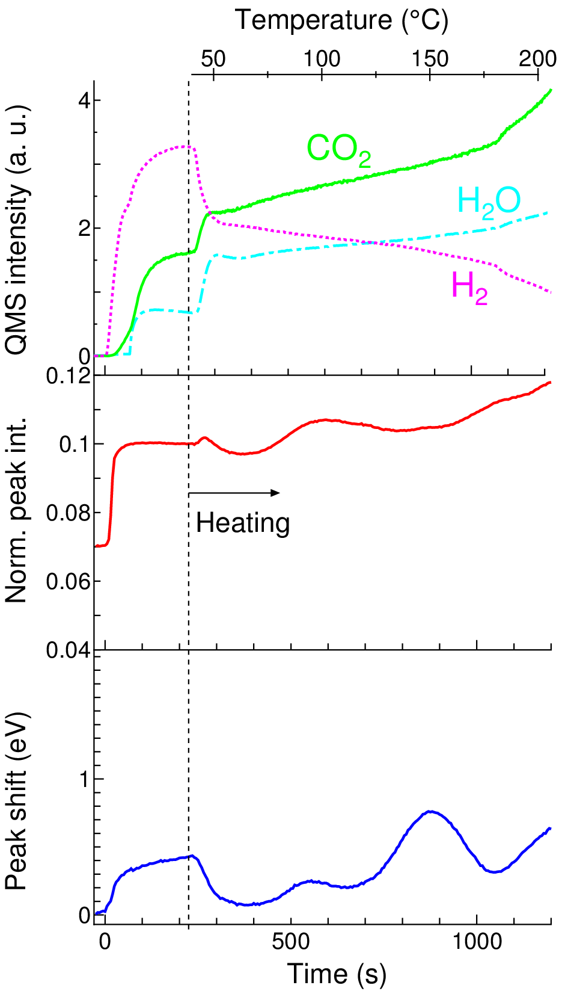 Temperature (°C)
50 100 150 200
QMS intensity (a. u.)
4
2
0
CO₂
H₂O
H₂
Norm. peak int.
0.12
0.1
0.08
0.06
0.04
Heating
Peak shift (eV)
1
0
0 500 1000
Time (s)